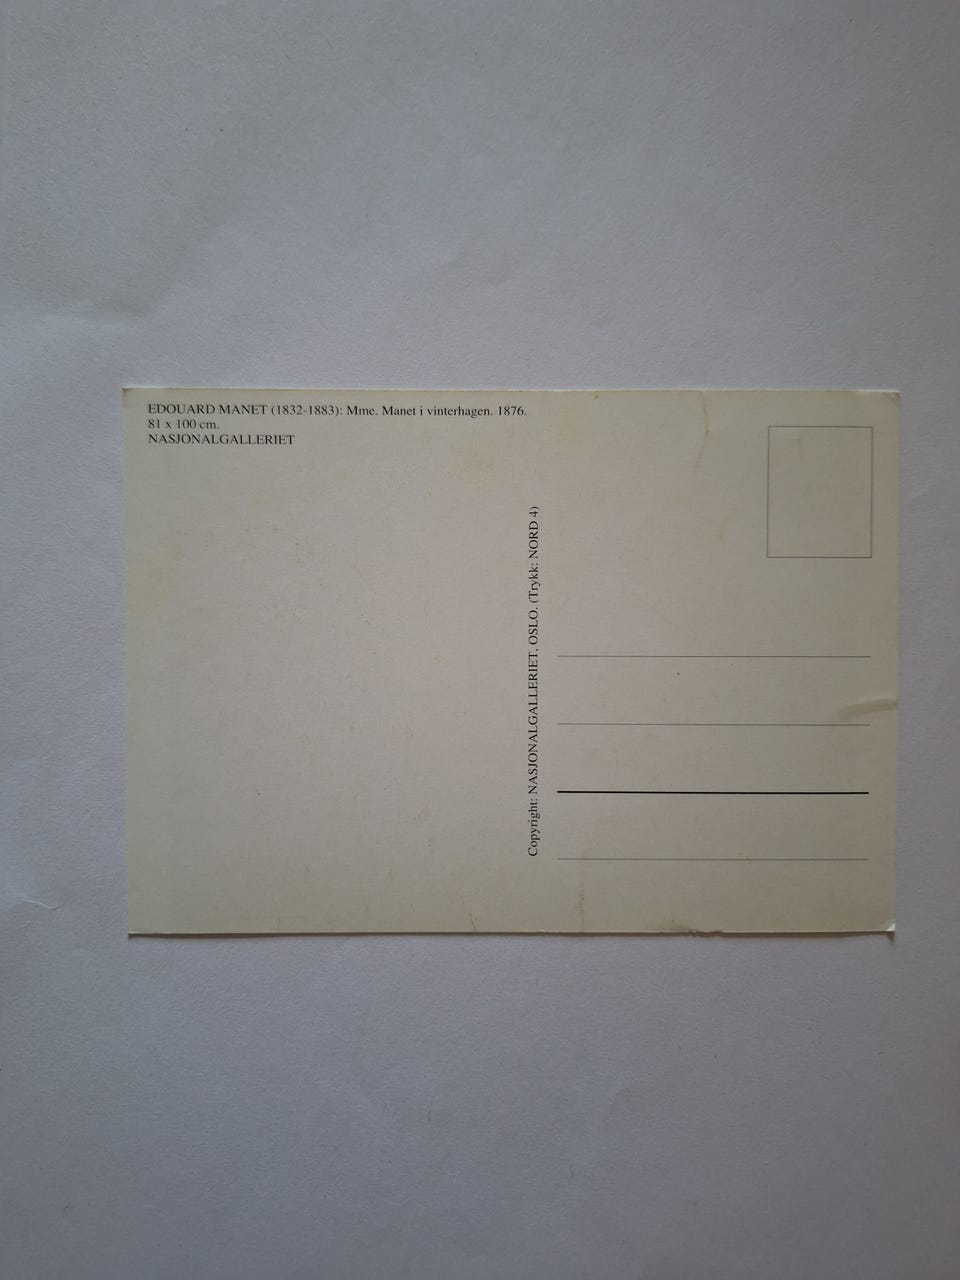 EDOUARD MANET (1832-1883): Mme. Manet i vinterhagen. 1876.
81 x 100 cm.
NASJONALGALLERIET
Copyright: NASJONALGALLERIET, OSLO. (Trykk: NORD 4)